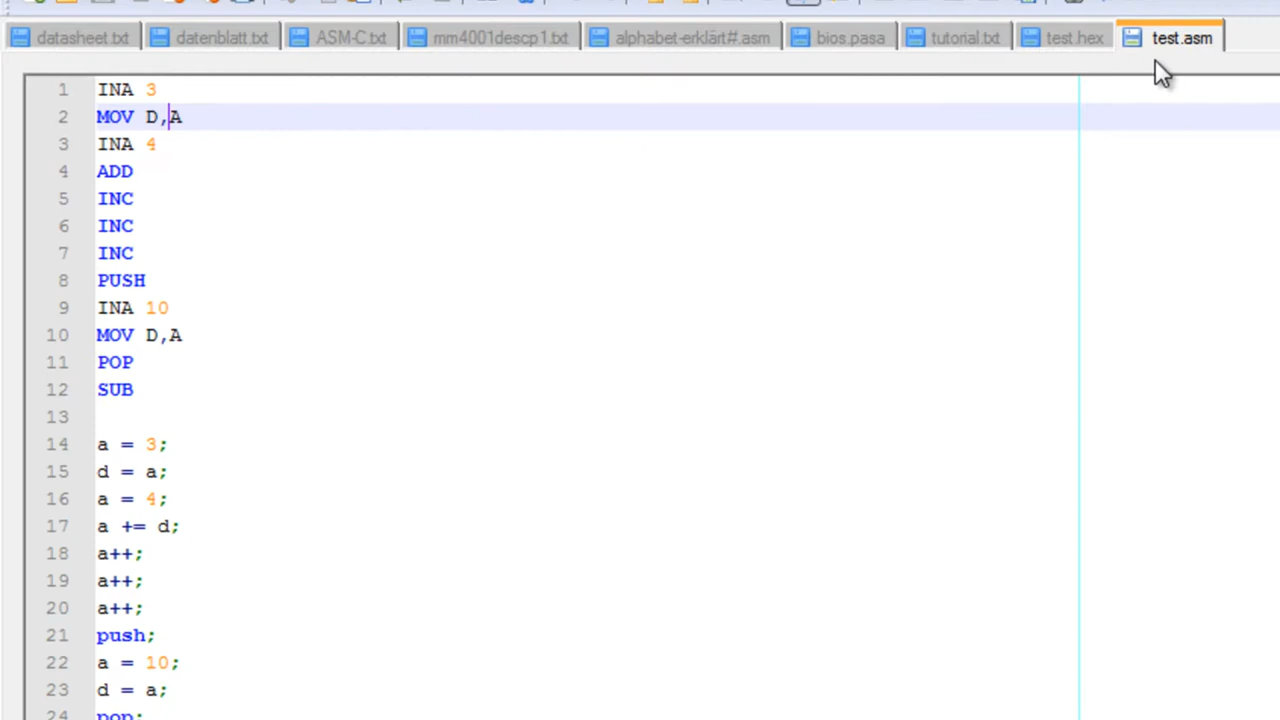 datasheet.txt datenblatt.txt ASM-C.txt mm4001descp1.txt alphabet-erklärt#.asm bios.pasa tutorial.txt test.hex test.asm
1 INA 3
2 MOV D,A
3 INA 4
4 ADD
5 INC
6 INC
7 INC
8 PUSH
9 INA 10
10 MOV D,A
11 POP
12 SUB
13
14 a = 3;
15 d = a;
16 a = 4;
17 a += d;
18 a++;
19 a++;
20 a++;
21 push;
22 a = 10;
23 d = a;
24 pop;